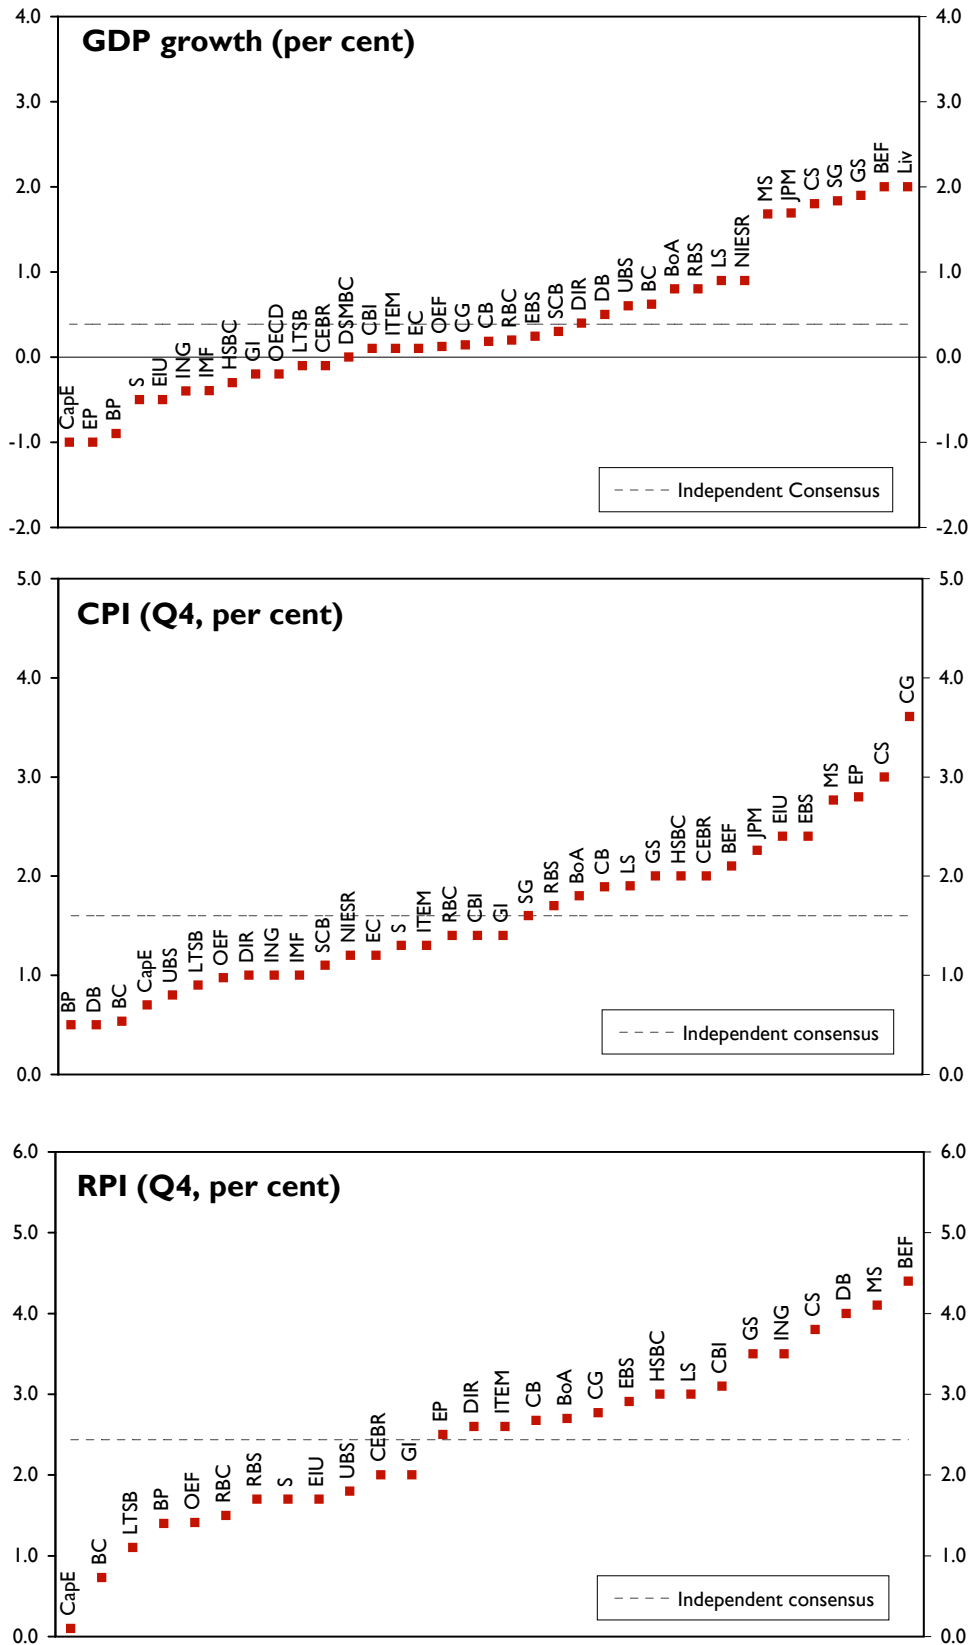 GDP growth (per cent)
4.0 4.0
3.0 3.0
2.0 2.0
1.0 1.0
0.0 0.0
-1.0 -1.0
-2.0 -2.0
CapE EP BP S EIU ING IMF HSBC GI OECD LTSB CEBR DSMBC CBI ITEM EC OEF CG CB RBC EBS SCB DIR DB UBS BC BoA RBS LS NIESR MS JPM CS SG GS BEF Liv
Independent Consensus
CPI (Q4, per cent)
5.0 5.0
4.0 4.0
3.0 3.0
2.0 2.0
1.0 1.0
0.0 0.0
BP DB BC CapE UBS LTSB OEF DIR ING IMF SCB NIESR EC S ITEM RBC CBI GI SG RBS BoA CB LS GS HSBC CEBR BEF JPM EIU EBS MS EP CS CG
Independent consensus
RPI (Q4, per cent)
6.0 6.0
5.0 5.0
4.0 4.0
3.0 3.0
2.0 2.0
1.0 1.0
0.0 0.0
CapE BC LTSB BP OEF RBC RBS S EIU UBS CEBR GI EP DIR ITEM CB BoA CG EBS HSBC LS CBI GS ING CS DB MS BEF
Independent consensus